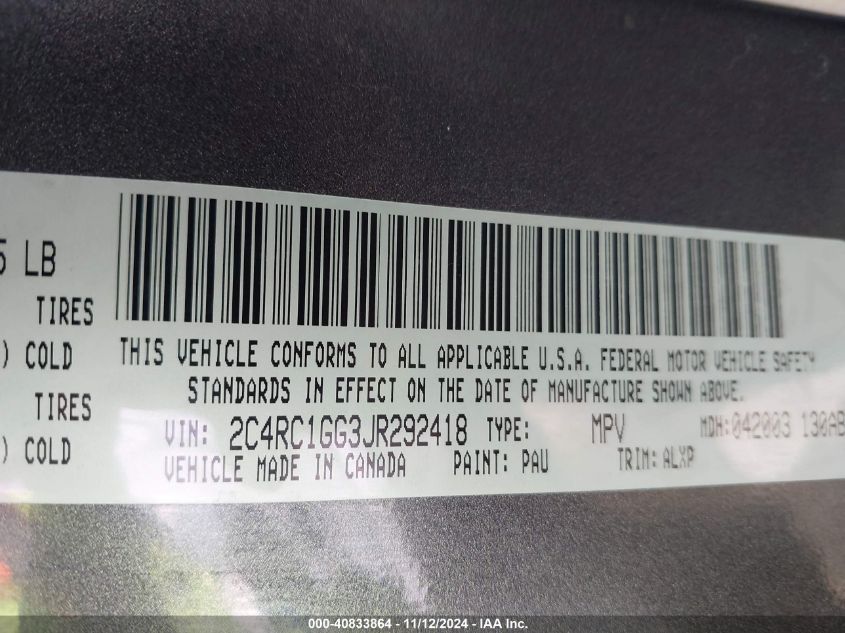 5 LB
TIRES
) COLD
TIRES
) COLD
THIS VEHICLE CONFORMS TO ALL APPLICABLE U.S.A. FEDERAL MOTOR VEHICLE SAFETY
STANDARDS IN EFFECT ON THE DATE OF MANUFACTURE SHOWN ABOVE.
VIN: 2C4RC1GG3JR292418 TYPE: MPV MDH:042003 130AB
VEHICLE MADE IN CANADA PAINT: PAU TRIM: ALXP
000-40833864 - 11/12/2024 - IAA Inc.